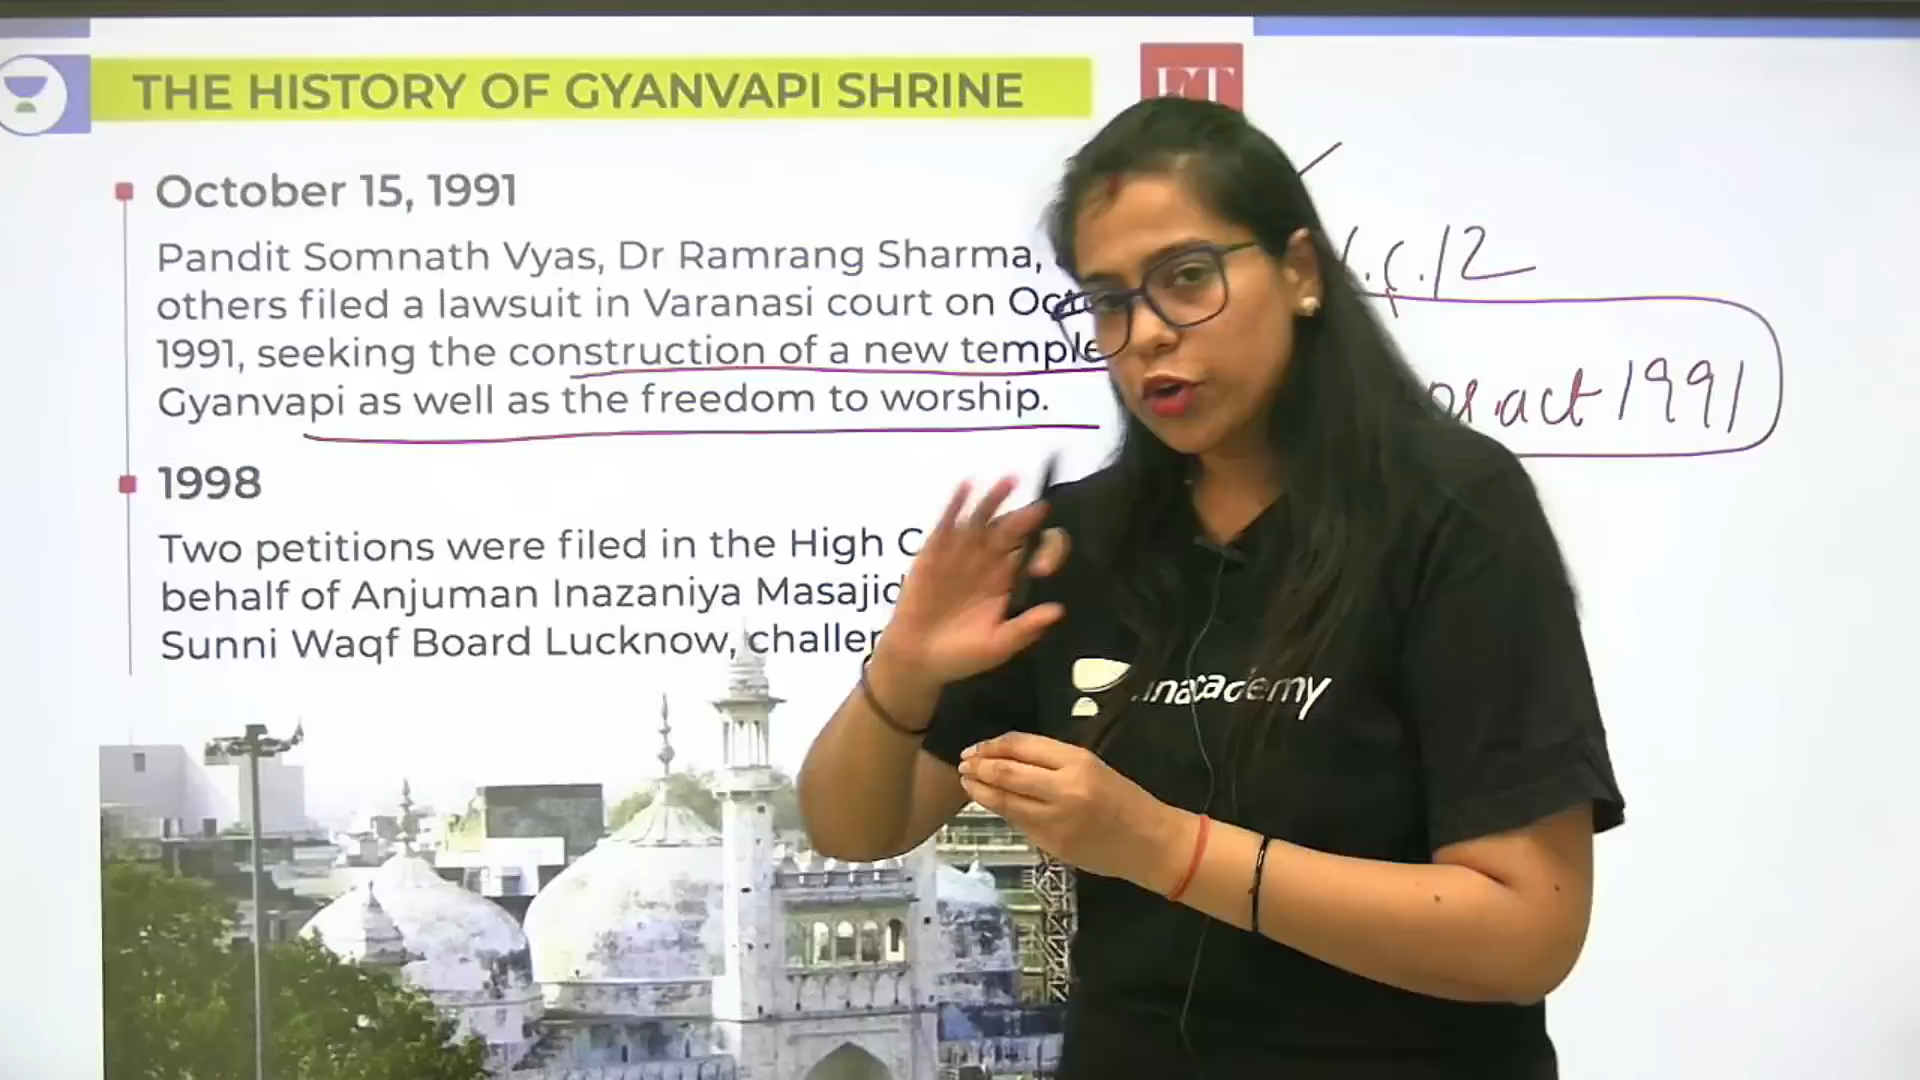 THE HISTORY OF GYANVAPI SHRINE
ET
October 15, 1991
Pandit Somnath Vyas, Dr Ramrang Sharma,
others filed a lawsuit in Varanasi court on
1991, seeking the construction of a new temple
Gyanvapi as well as the freedom to worship.
act 1991
1998
Two petitions were filed in the High
behalf of Anjuman Inazaniya Masajid
Sunni Waqf Board Lucknow,
unacademy